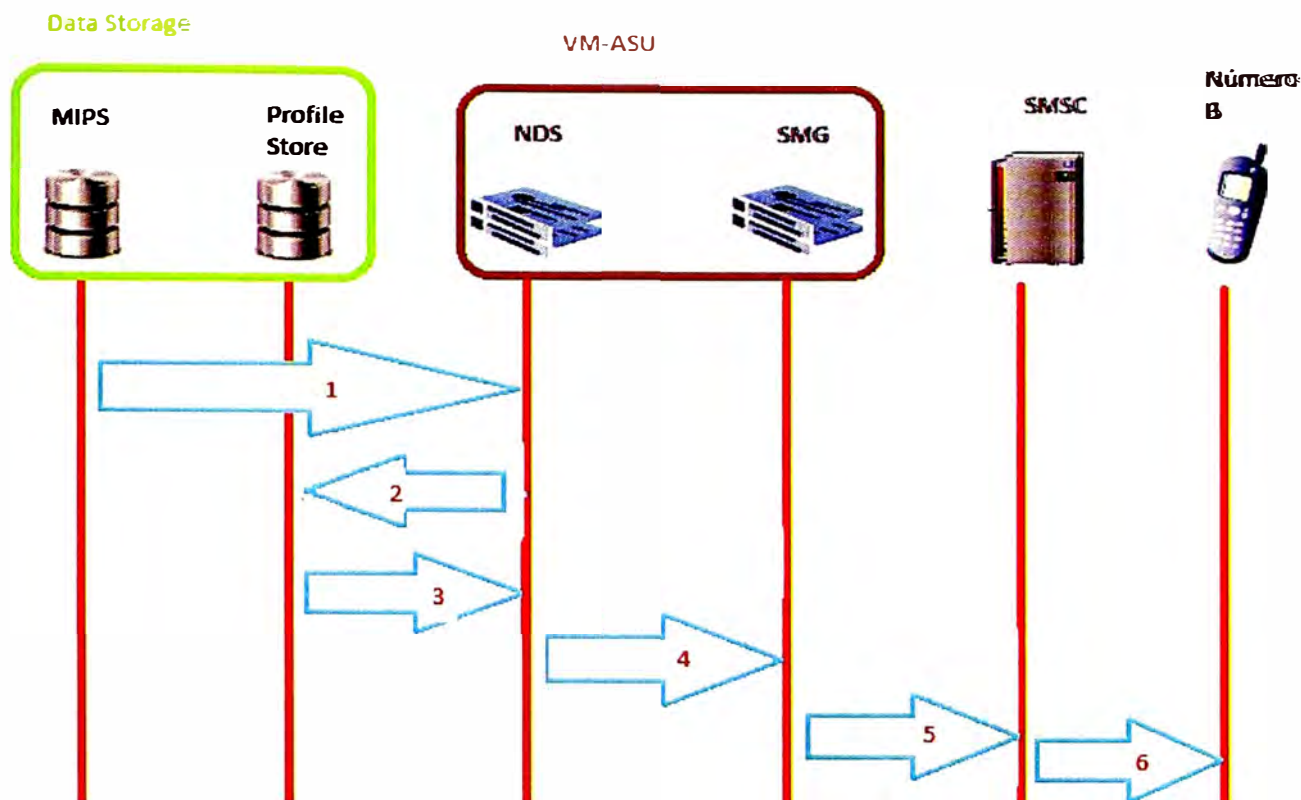 Data Storage
VM-ASU
MIPS
Profile
Store
NDS
SMG
SMSC
Número
B
1
2
3
4
5
6